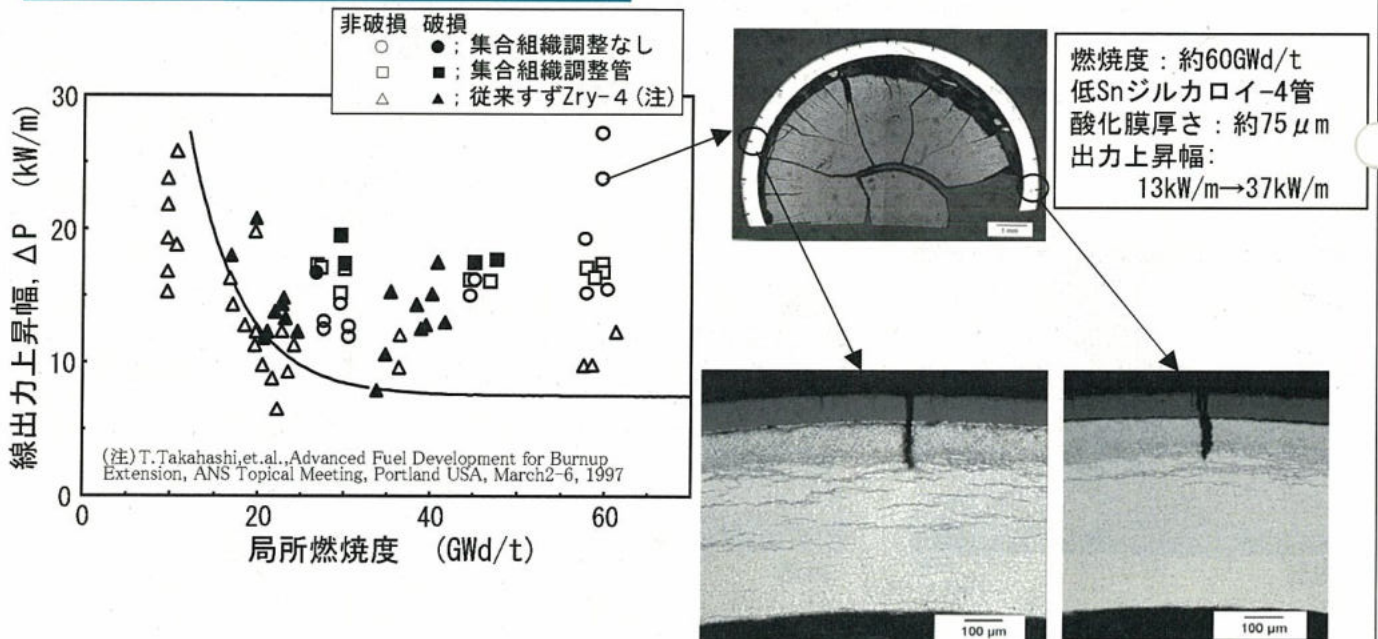 非破損 破損
○ ●; 集合組織調整なし
□ ■; 集合組織調整管
△ ▲; 従来すずZry-4(注)
線出力上昇幅, ΔP (kW/m)
30
20
10
0
0 20 40 60
局所燃焼度 (GWd/t)
(注)T.Takahashi,et.al.,Advanced Fuel Development for Burnup
Extension, ANS Topical Meeting, Portland USA, March2-6, 1997
1 mm
燃焼度:約60GWd/t
低Snジルカロイ-4管
酸化膜厚さ:約75μm
出力上昇幅:
13kW/m→37kW/m
100 μm
100 μm